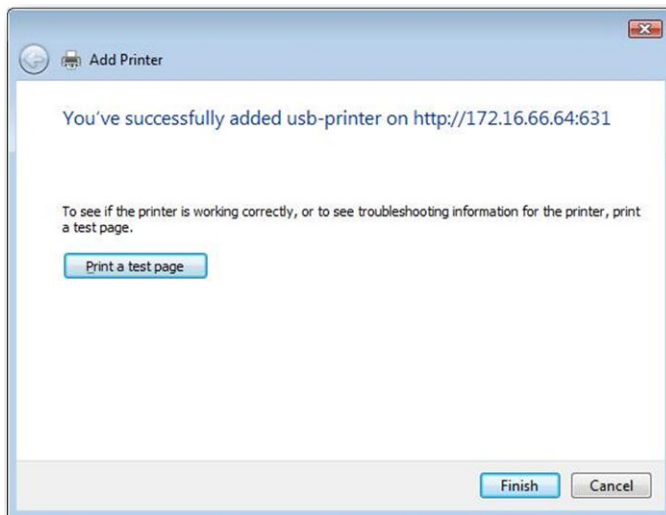 Add Printer
You've successfully added usb-printer on http://172.16.66.64:631
To see if the printer is working correctly, or to see troubleshooting information for the printer, print
a test page.
Print a test page
Finish Cancel